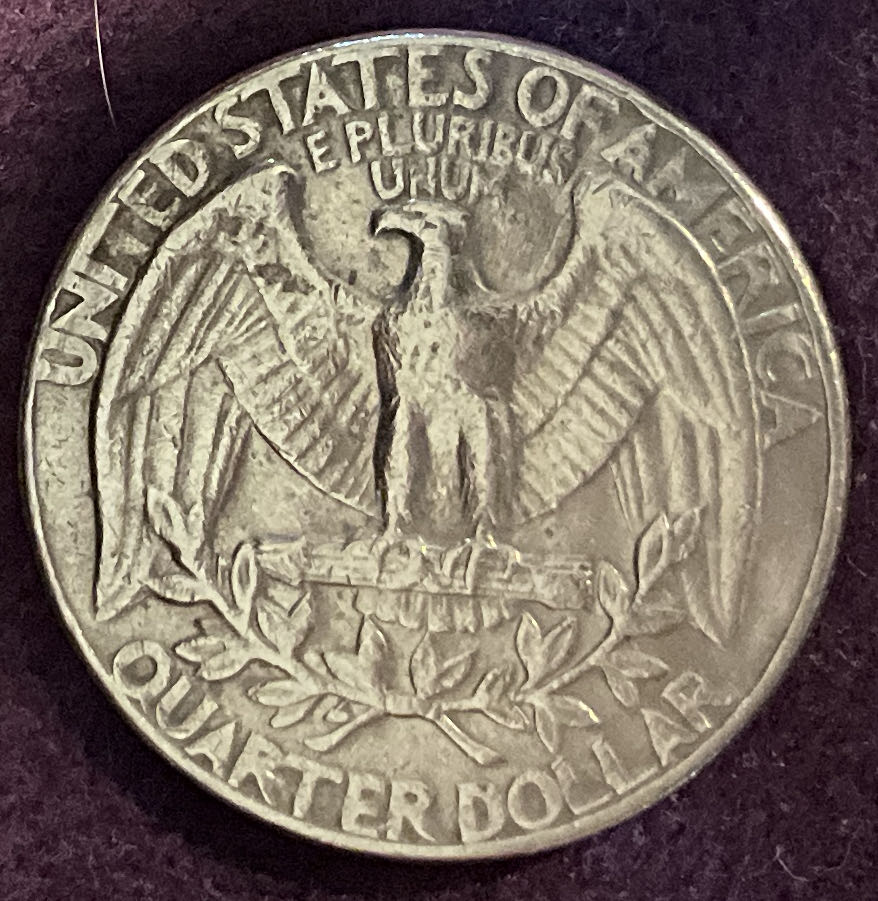 UNITED STATES OF AMERICA
E PLURIBUS
UNUM
QUARTER DOLLAR